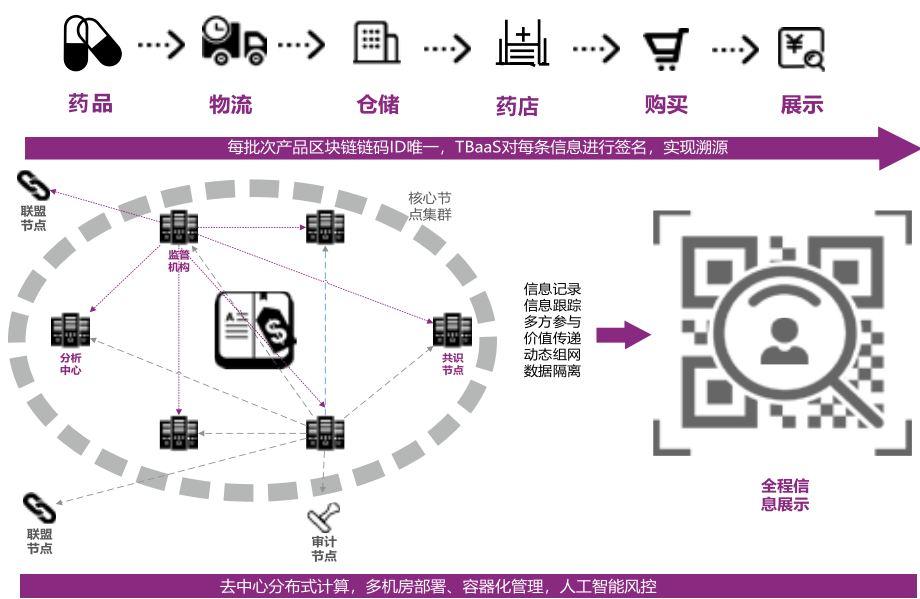 药品
物流
仓储
药店
购买
展示
每批次产品区块链链码ID唯一，TBaaS对每条信息进行签名，实现溯源
联盟
节点
核心节
点集群
监管
机构
分析
中心
共识
节点
信息记录
信息跟踪
多方参与
价值传递
动态组网
数据隔离
全程信
息展示
联盟
节点
审计
节点
去中心分布式计算，多机房部署、容器化管理，人工智能风控